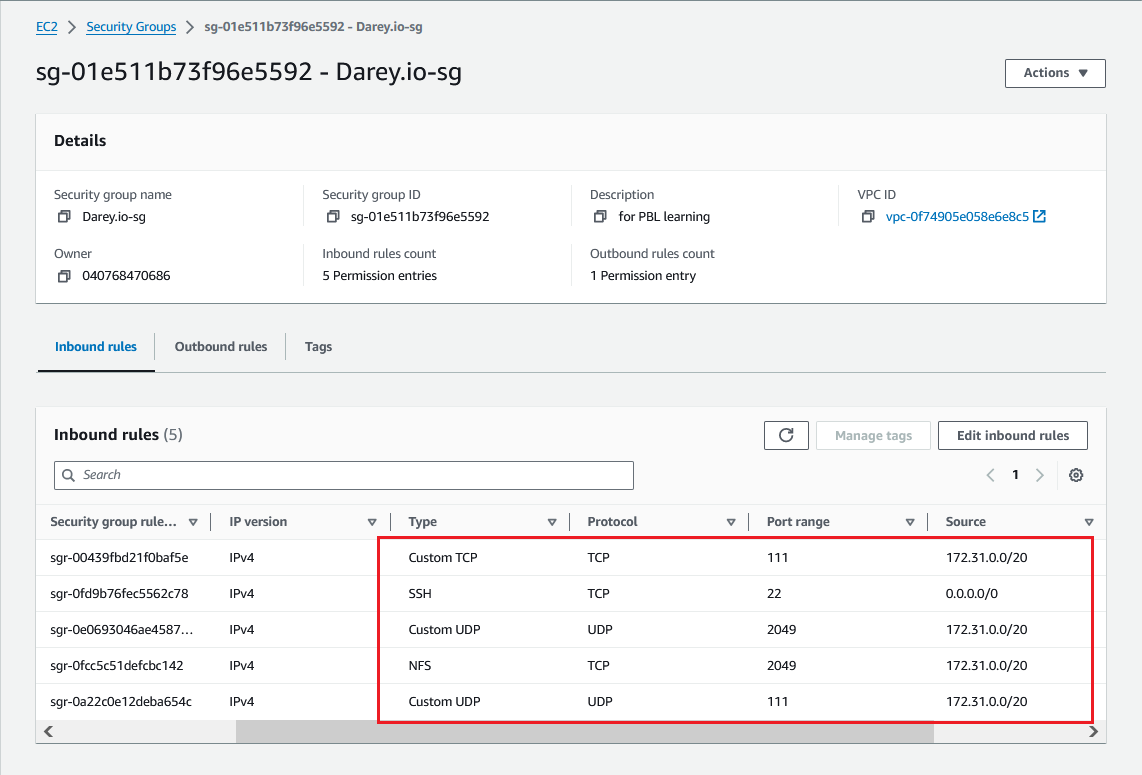 EC2 > Security Groups > sg-01e511b73f96e5592 - Darey.io-sg
sg-01e511b73f96e5592 - Darey.io-sg
Actions
Details
Security group name Security group ID Description VPC ID
Darey.io-sg sg-01e511b73f96e5592 for PBL learning vpc-0f74905e058e6e8c5
Owner Inbound rules count Outbound rules count
040768470686 5 Permission entries 1 Permission entry
Inbound rules Outbound rules Tags
Inbound rules (5) Manage tags Edit inbound rules
Search 1
Security group rule... IP version Type Protocol Port range Source
sgr-00439fbd21f0baf5e IPv4 Custom TCP TCP 111 172.31.0.0/20
sgr-0fd9b76fec5562c78 IPv4 SSH TCP 22 0.0.0.0/0
sgr-0e0693046ae4587... IPv4 Custom UDP UDP 2049 172.31.0.0/20
sgr-0fcc5c51defcbc142 IPv4 NFS TCP 2049 172.31.0.0/20
sgr-0a22c0e12deba654c IPv4 Custom UDP UDP 111 172.31.0.0/20